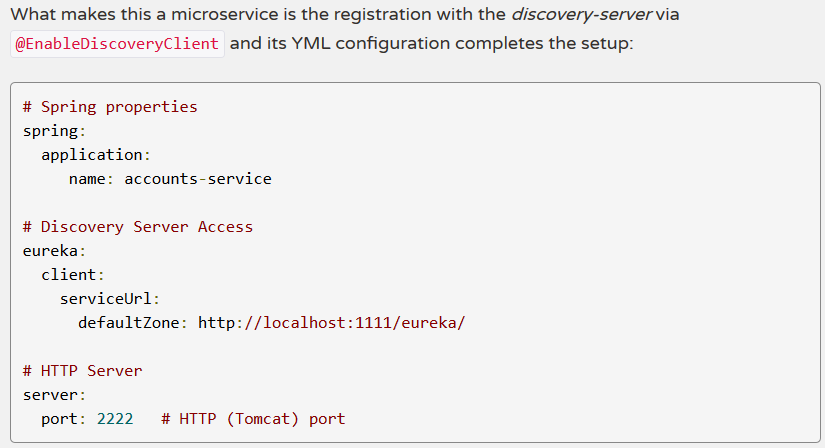 What makes this a microservice is the registration with the discovery-server via
@EnableDiscoveryClient and its YML configuration completes the setup:
# Spring properties
spring:
  application:
     name: accounts-service
# Discovery Server Access
eureka:
  client:
    serviceUrl:
      defaultZone: http://localhost:1111/eureka/
# HTTP Server
server:
  port: 2222   # HTTP (Tomcat) port